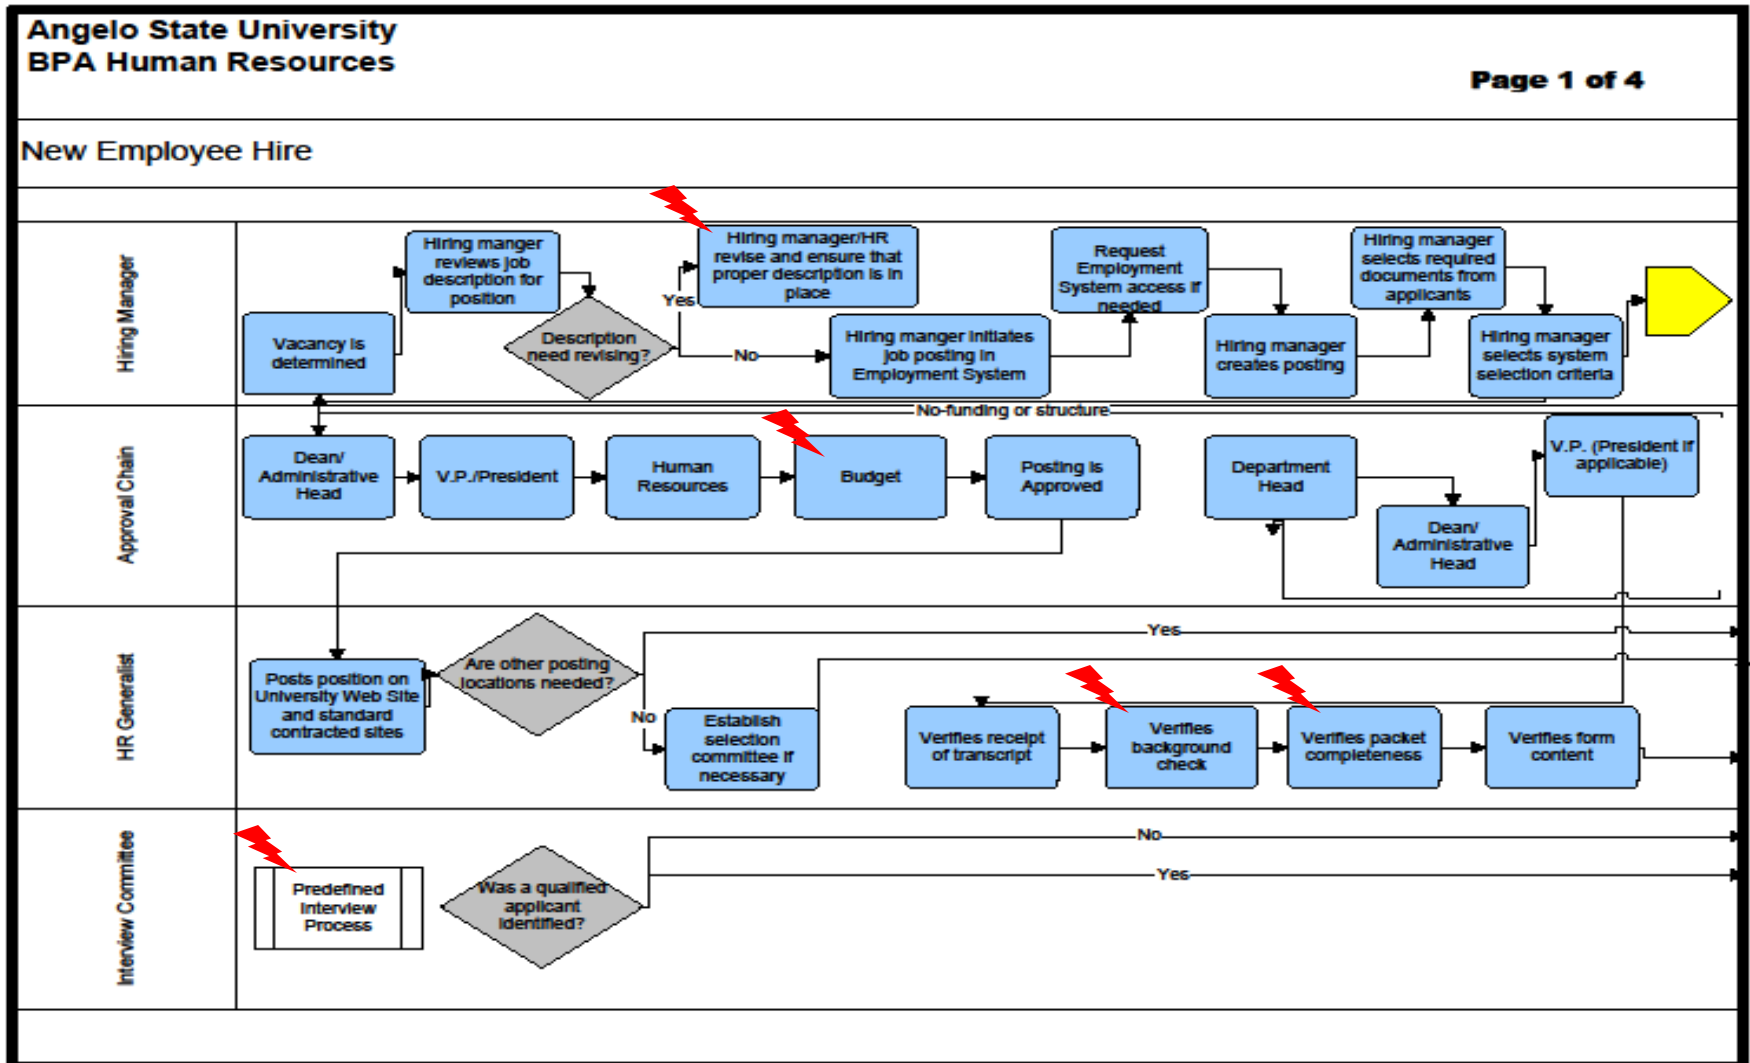 Angelo State University
BPA Human Resources
Page 1 of 4
New Employee Hire
Hiring Manager
Vacancy is
determined
Hiring manger
reviews job
description for
position
Description
need revising?
Yes
No
Hiring manager/HR
revise and ensure that
proper description is in
place
Hiring manger initiates
job posting in
Employment System
Request
Employment
System access if
needed
Hiring manager
creates posting
Hiring manager
selects required
documents from
applicants
Hiring manager
selects system
selection criteria
Approval Chain
No-funding or structure
Dean/
Administrative
Head
V.P./President
Human
Resources
Budget
Posting is
Approved
Department
Head
Dean/
Administrative
Head
V.P. (President if
applicable)
HR Generalist
Posts position on
University Web Site
and standard
contracted sites
Are other posting
locations needed?
Yes
No
Establish
selection
committee if
necessary
Verifies receipt
of transcript
Verifies
background
check
Verifies packet
completeness
Verifies form
content
Interview Committee
Predefined
Interview
Process
Was a qualified
applicant
identified?
No
Yes